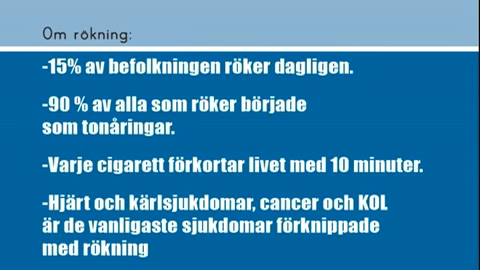 Om rökning:
-15% av befolkningen röker dagligen.
-90 % av alla som röker började
som tonåringar.
-Varje cigarett förkortar livet med 10 minuter.
-Hjärt och kärlsjukdomar, cancer och KOL
är de vanligaste sjukdomar förknippade
med rökning